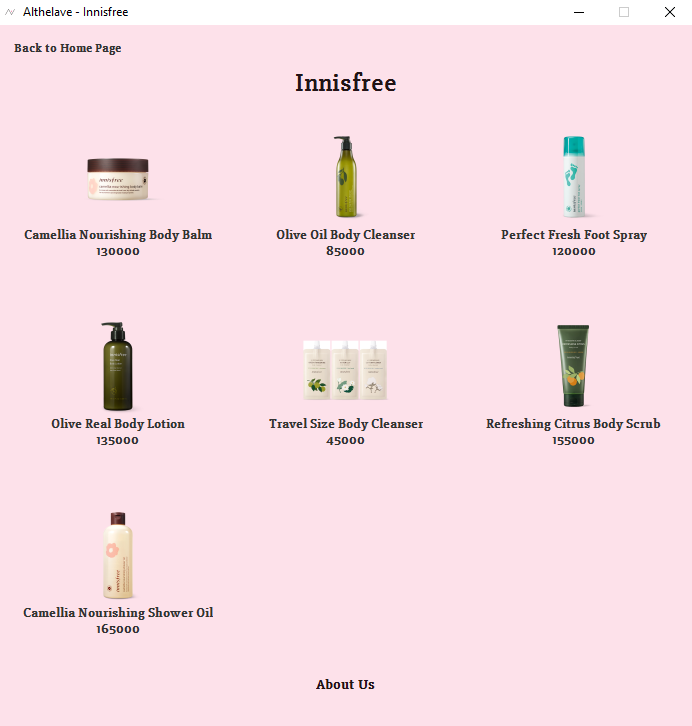 Althelave - Innisfree
Back to Home Page
Innisfree
innisfree
Camellia Nourishing Body Balm
130000
Olive Oil Body Cleanser
85000
Perfect Fresh Foot Spray
120000
innisfree
Olive Real Body Lotion
135000
Travel Size Body Cleanser
45000
Refreshing Citrus Body Scrub
155000
innisfree
Camellia Nourishing Shower Oil
165000
About Us